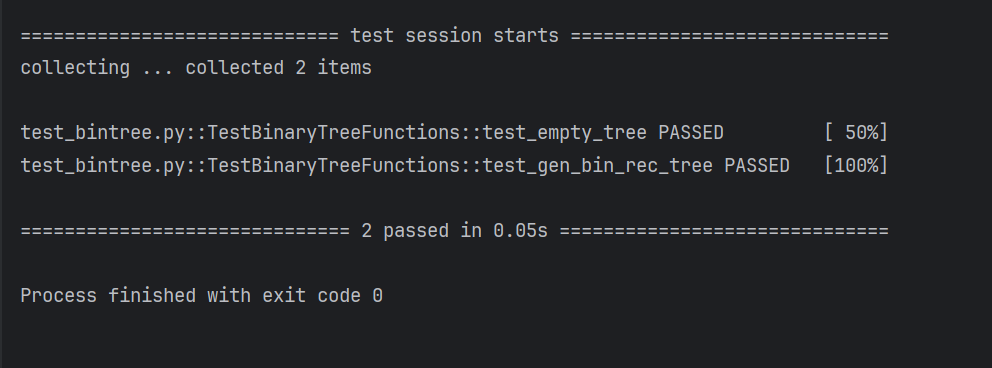 ============================= test session starts =============================
collecting ... collected 2 items
test_bintree.py::TestBinaryTreeFunctions::test_empty_tree PASSED         [ 50%]
test_bintree.py::TestBinaryTreeFunctions::test_gen_bin_rec_tree PASSED   [100%]
============================== 2 passed in 0.05s ==============================
Process finished with exit code 0